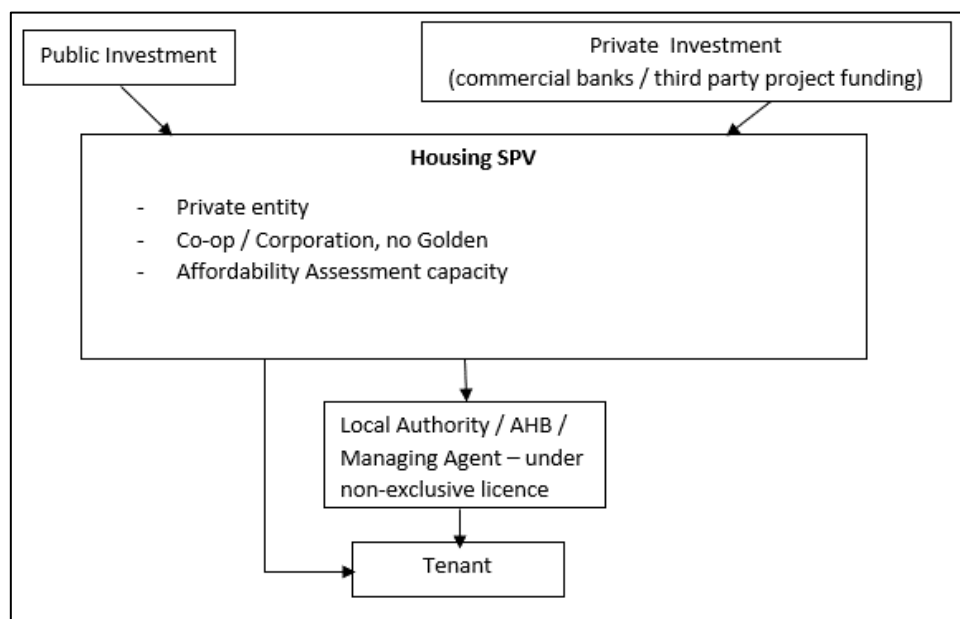 Public Investment
Private Investment
(commercial banks / third party project funding)
Housing SPV
- Private entity
- Co-op / Corporation, no Golden
- Affordability Assessment capacity
Local Authority / AHB /
Managing Agent – under
non-exclusive licence
Tenant